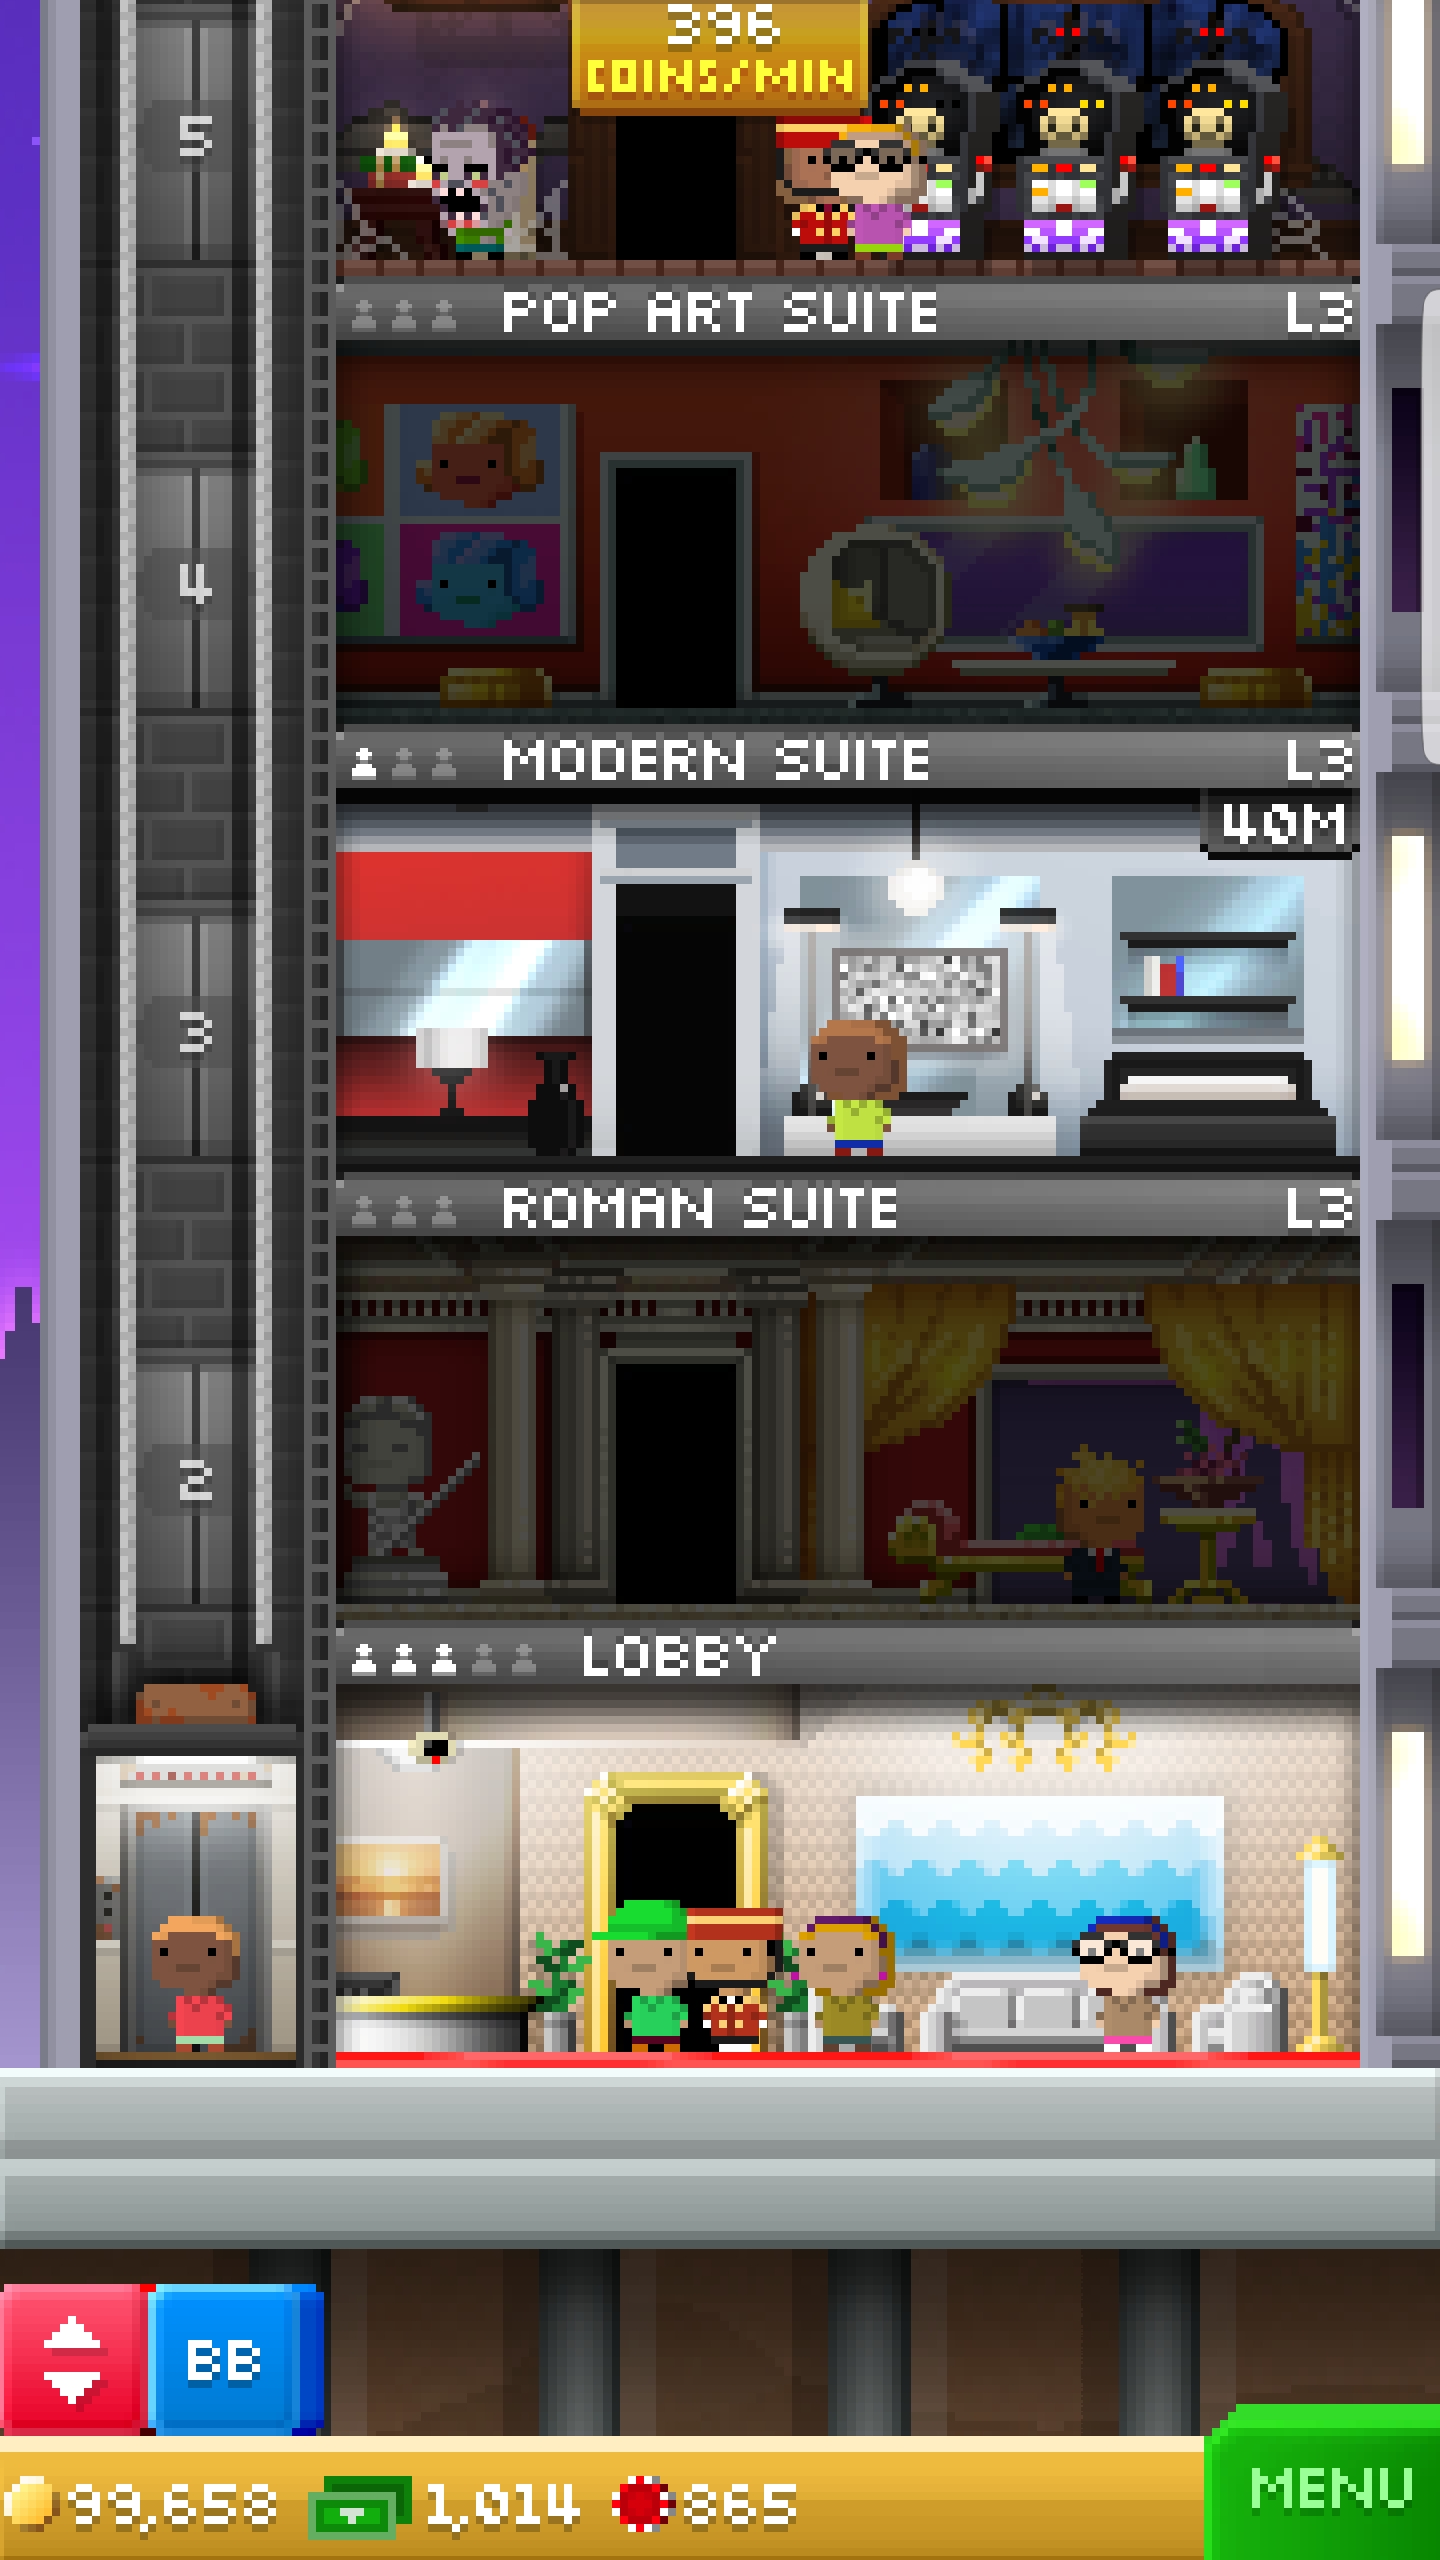 396
COINS/MIN
5
POP ART SUITE L3
4
MODERN SUITE L3
40M
3
ROMAN SUITE L3
2
LOBBY
BB
99,658 1,014 865
MENU